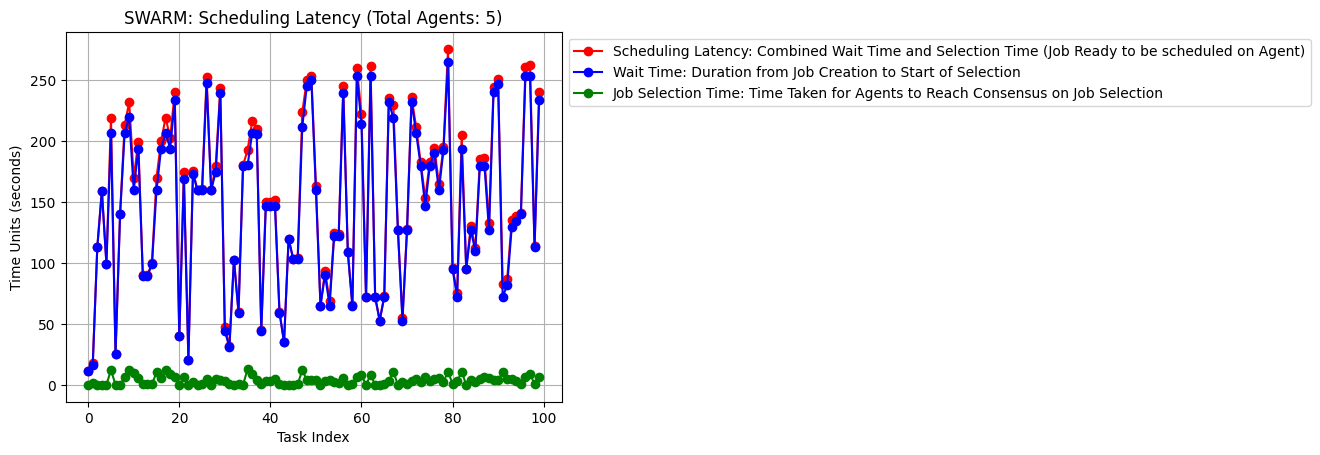 SWARM: Scheduling Latency (Total Agents: 5)
Scheduling Latency: Combined Wait Time and Selection Time (Job Ready to be scheduled on Agent)
Wait Time: Duration from Job Creation to Start of Selection
Job Selection Time: Time Taken for Agents to Reach Consensus on Job Selection
Time Units (seconds)
250
200
150
100
50
0
0 20 40 60 80 100
Task Index